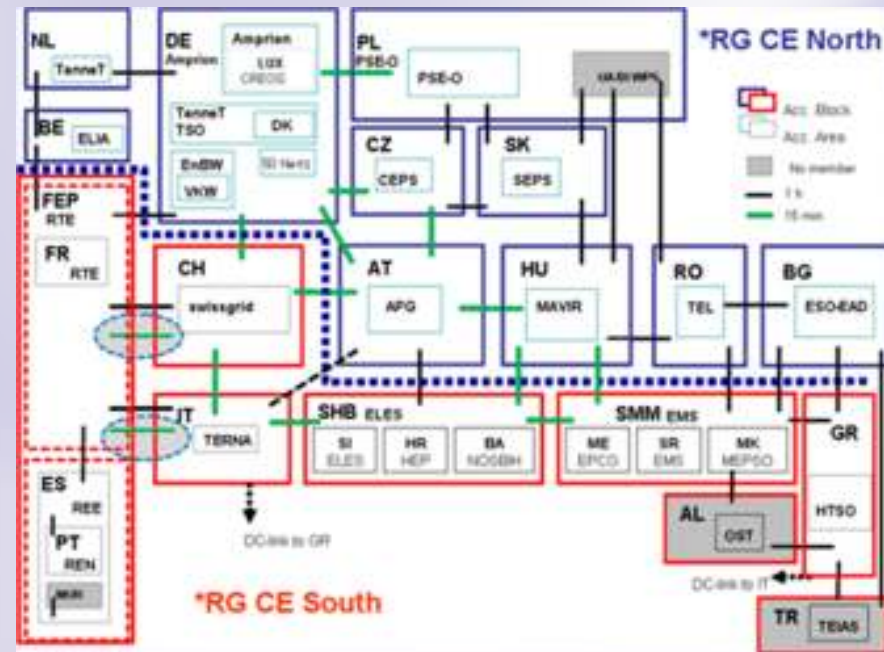 NL
TenneT
BE
ELIA
DE
Amprion
Amprion
LUX
CREOS
TenneT
TSO
DK
EnBW
VKW
PL
PSE-O
PSE-O
*RG CE North
Acc. Block
Acc. Area
No member
1 h
15 min
CZ
CEPS
SK
SEPS
FEP
RTE
FR
RTE
CH
swissgrid
AT
APG
HU
MAVIR
RO
TEL
BG
ESO-EAD
IT
TERNA
SHB ELES
SI
ELES
HR
HEP
BA
NOSBIH
SMM EMS
ME
EPCG
SR
EMS
MK
MEPSO
GR
HTSO
ES
REE
PT
REN
DC-link to GR
AL
OST
DC-link to IT
TR
TEIAS
*RG CE South